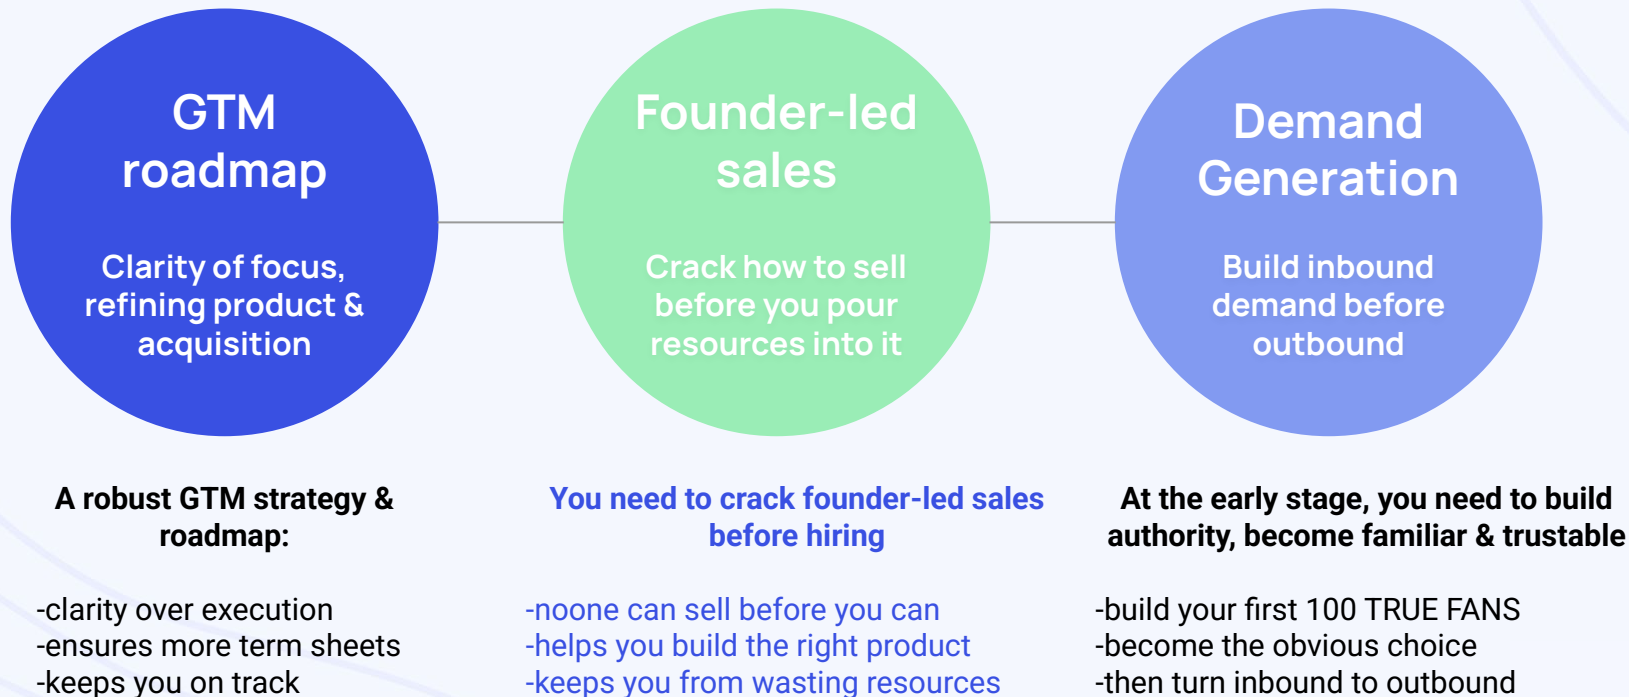 GTM
roadmap
Clarity of focus,
refining product &
acquisition
Founder-led
sales
Crack how to sell
before you pour
resources into it
Demand
Generation
Build inbound
demand before
outbound
A robust GTM strategy &
roadmap:
-clarity over execution
-ensures more term sheets
-keeps you on track
You need to crack founder-led sales
before hiring
-noone can sell before you can
-helps you build the right product
-keeps you from wasting resources
At the early stage, you need to build
authority, become familiar & trustable
-build your first 100 TRUE FANS
-become the obvious choice
-then turn inbound to outbound